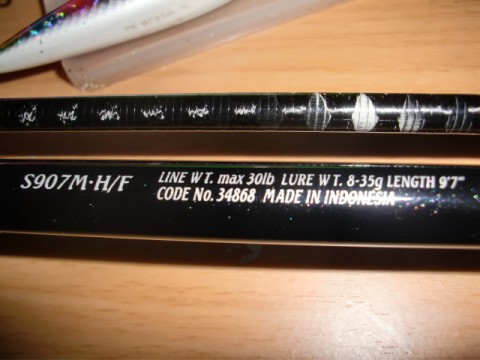 S907M·H/F
LINE WT. max 30lb LURE WT. 8-35g LENGTH 9'7"
CODE No. 34868 MADE IN INDONESIA